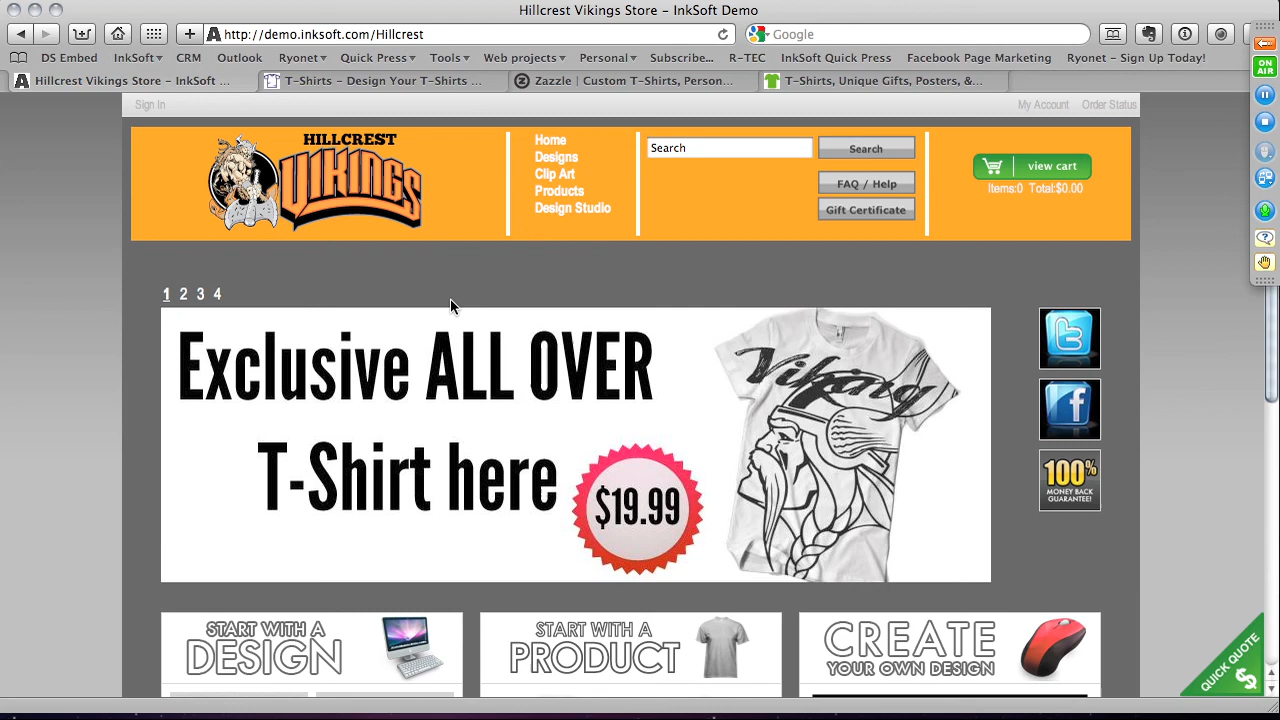 Hillcrest Vikings Store – InkSoft Demo
http://demo.inksoft.com/Hillcrest
Google
DS Embed InkSoft CRM Outlook Ryonet Quick Press Tools Web projects Personal Subscribe... R-TEC InkSoft Quick Press Facebook Page Marketing Ryonet - Sign Up Today!
Hillcrest Vikings Store – InkSoft ...
T-Shirts – Design Your T-Shirts ...
Zazzle | Custom T-Shirts, Person...
T-Shirts, Unique Gifts, Posters, &...
ON AIR
Sign In
My Account Order Status
HILLCREST
VIKINGS
Home
Designs
Clip Art
Products
Design Studio
Search
Search
FAQ / Help
Gift Certificate
view cart
Items:0 Total:$0.00
1 2 3 4
Exclusive ALL OVER
T-Shirt here
$19.99
Viking
100%
MONEY BACK
GUARANTEE!
START WITH A
DESIGN
START WITH A
PRODUCT
CREATE
YOUR OWN DESIGN
QUICK QUOTE